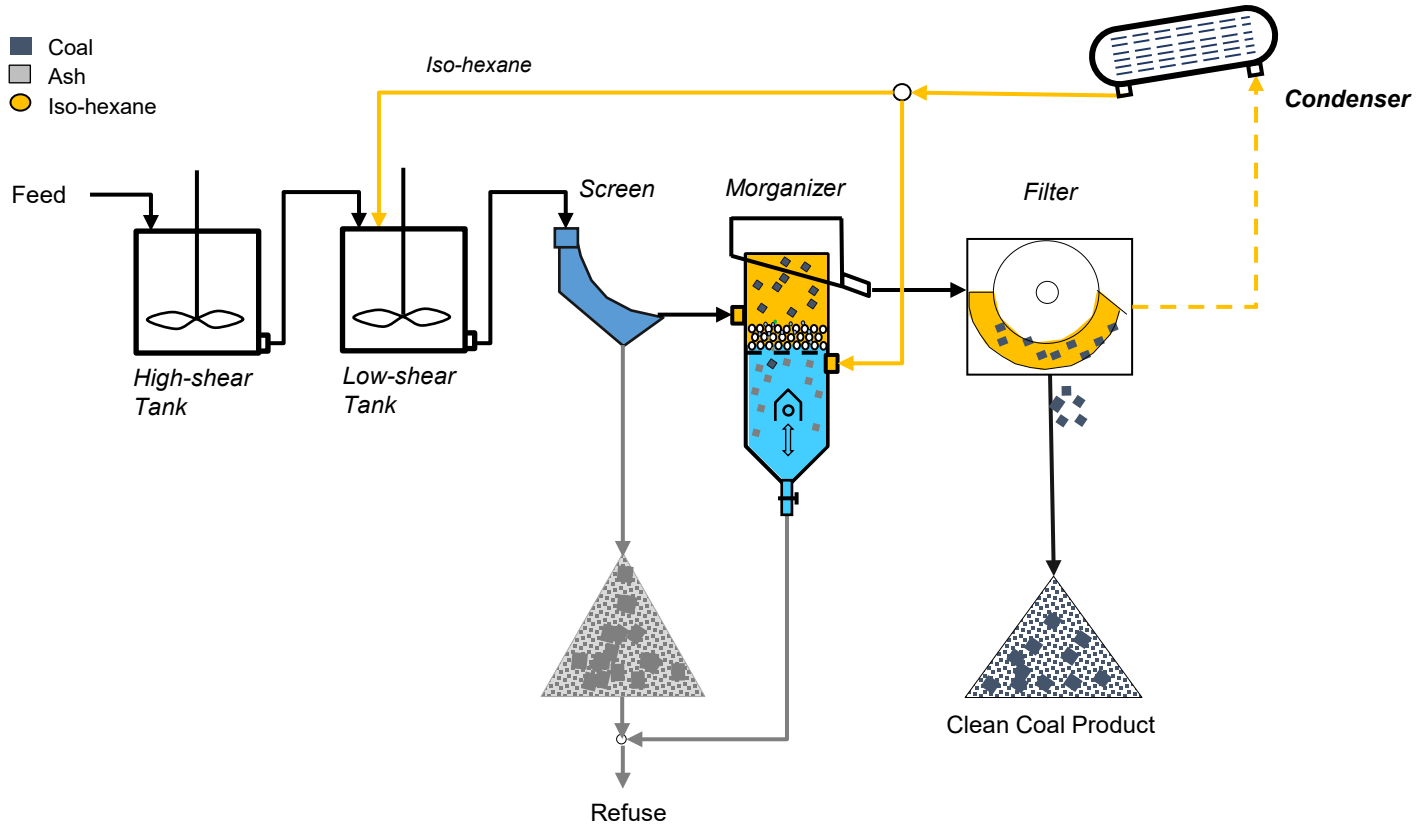 Coal
Ash
Iso-hexane
Iso-hexane
Condenser
Feed
Screen
Morganizer
Filter
High-shear
Tank
Low-shear
Tank
Clean Coal Product
Refuse